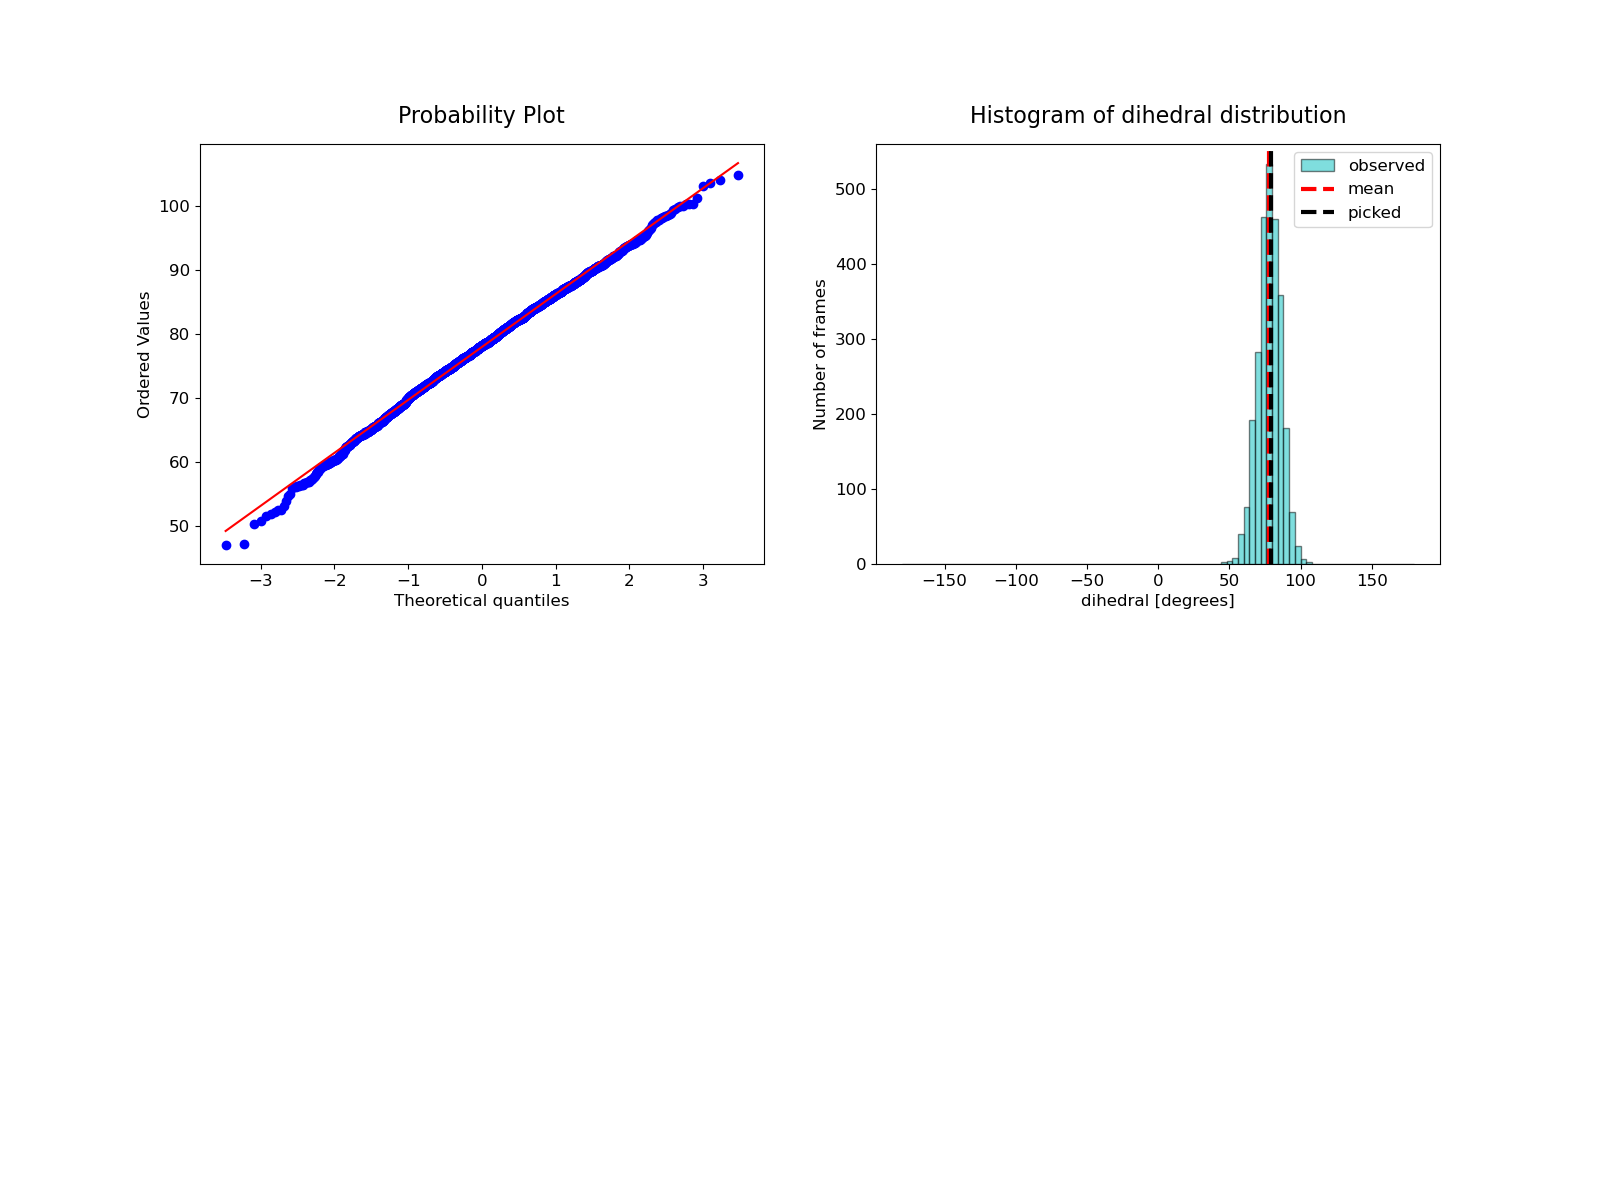 Probability Plot
Ordered Values
100
90
80
70
60
50
−3
−2
−1
0
1
2
3
Theoretical quantiles
Histogram of dihedral distribution
observed
mean
picked
Number of frames
500
400
300
200
100
0
−150
−100
−50
0
50
100
150
dihedral [degrees]